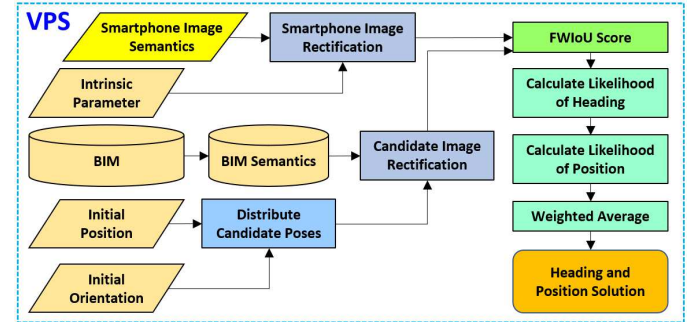 VPS
Smartphone Image
Semantics
Smartphone Image
Rectification
FWIoU Score
Intrinsic
Parameter
Calculate Likelihood
of Heading
BIM
BIM Semantics
Candidate Image
Rectification
Calculate Likelihood
of Position
Initial
Position
Distribute
Candidate Poses
Weighted Average
Initial
Orientation
Heading and
Position Solution